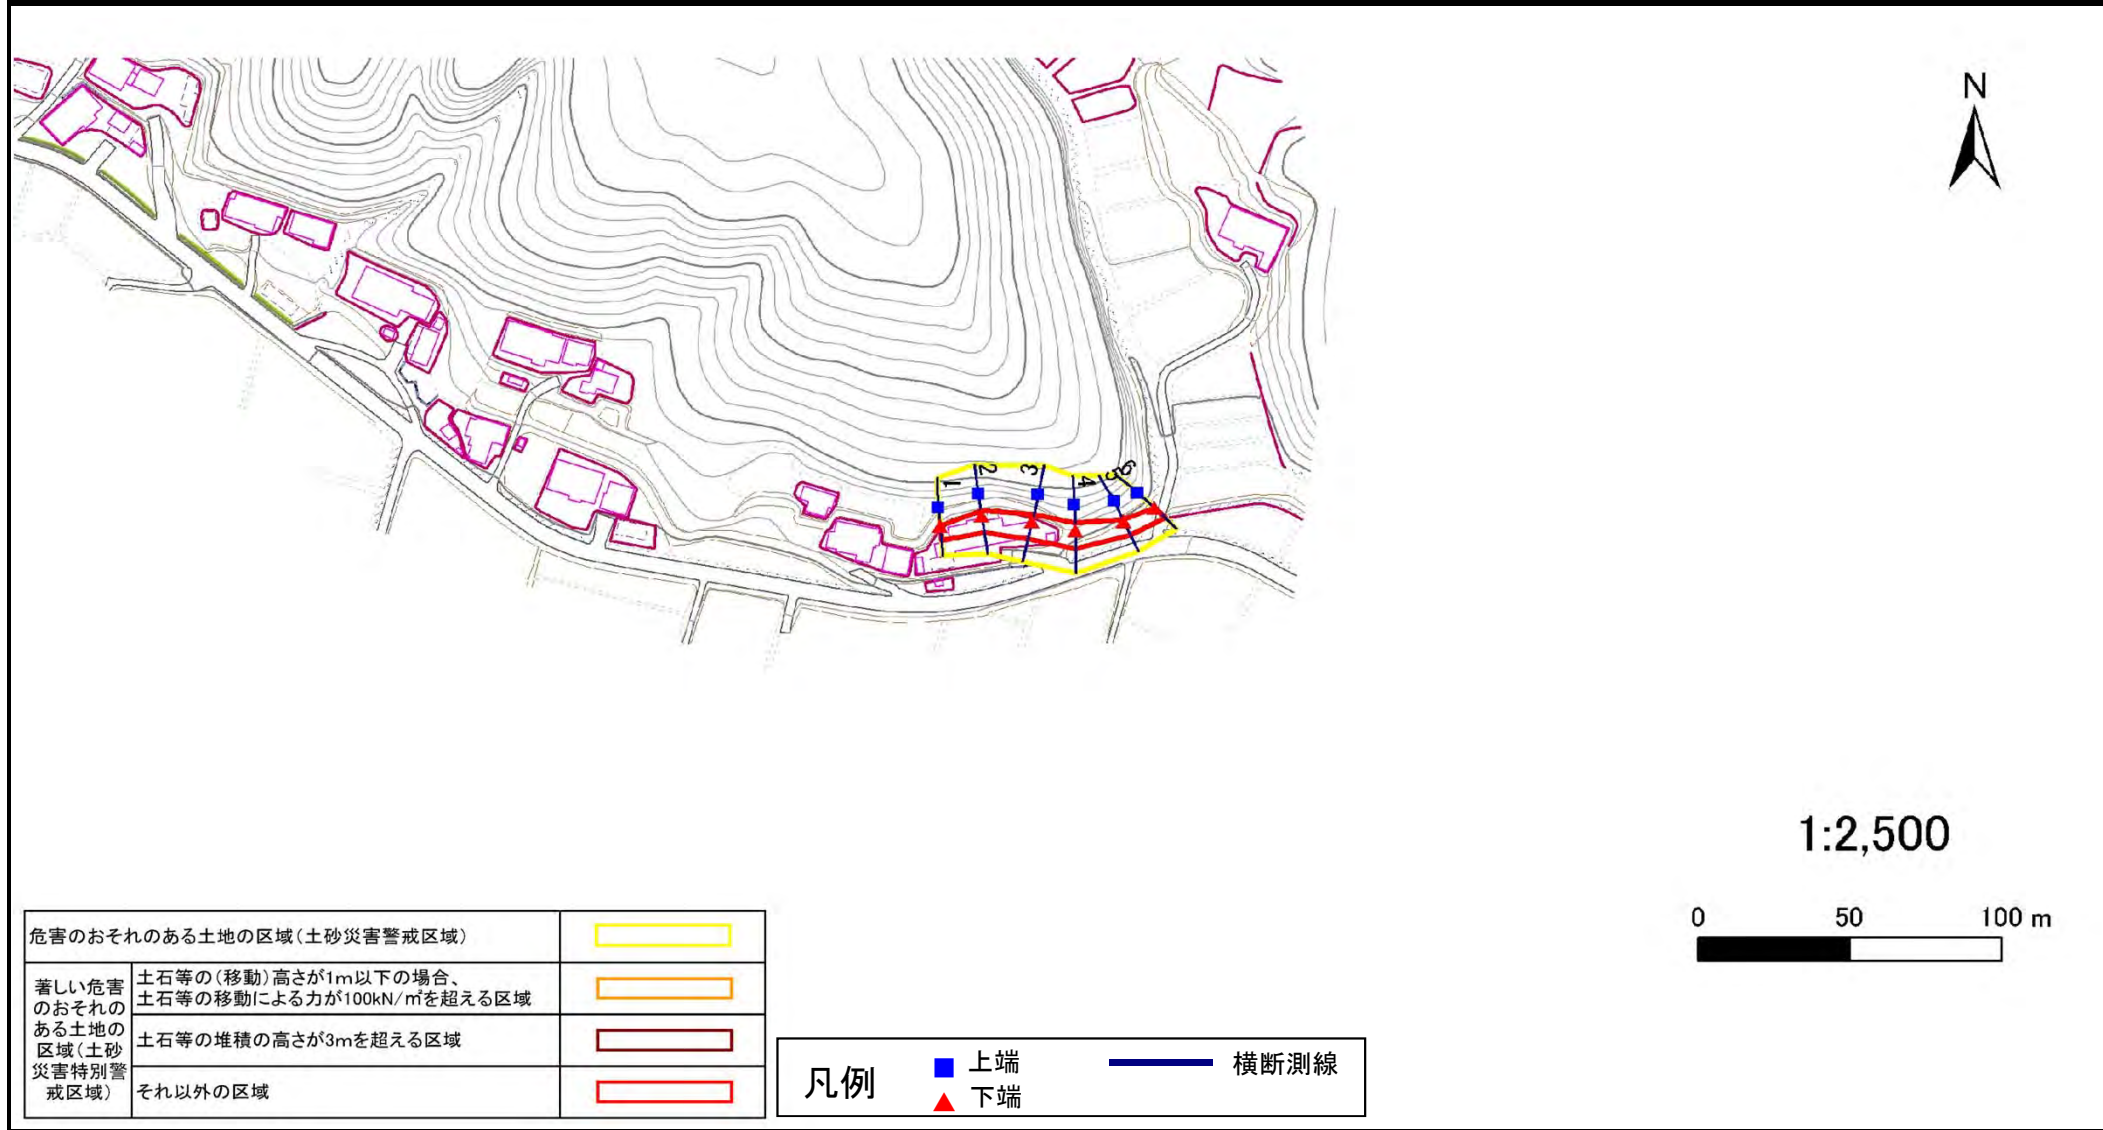 N
1
2
3
4
5
6
1:2,500
0 50 100 m
危害のおそれのある土地の区域(土砂災害警戒区域)
著しい危害
のおそれの
ある土地の
区域(土砂
災害特別警
戒区域)
土石等の(移動)高さが1m以下の場合、
土石等の移動による力が100kN/㎡を超える区域
土石等の堆積の高さが3mを超える区域
それ以外の区域
凡例
上端
下端
横断測線